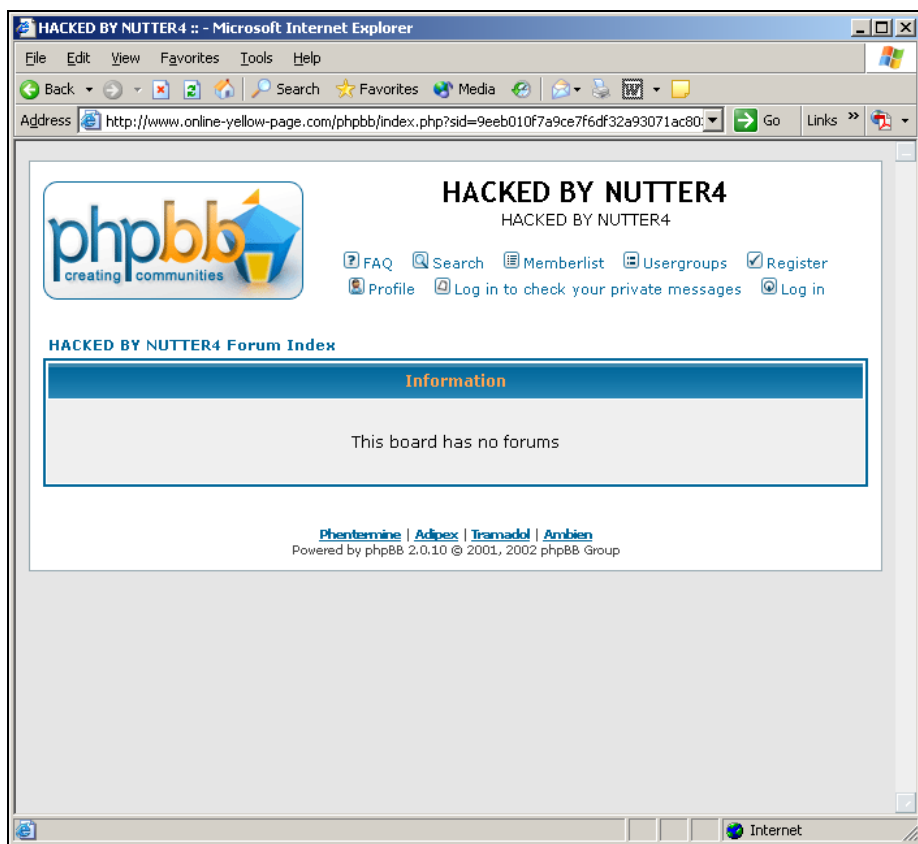 HACKED BY NUTTER4 :: - Microsoft Internet Explorer
File Edit View Favorites Tools Help
Back Search Favorites Media
Address http://www.online-yellow-page.com/phpbb/index.php?sid=9eeb010f7a9ce7f6df32a93071ac80 Go Links »
phpbb
creating communities
HACKED BY NUTTER4
HACKED BY NUTTER4
FAQ Search Memberlist Usergroups Register
Profile Log in to check your private messages Log in
HACKED BY NUTTER4 Forum Index
Information
This board has no forums
Phentermine | Adipex | Tramadol | Ambien
Powered by phpBB 2.0.10 © 2001, 2002 phpBB Group
Internet